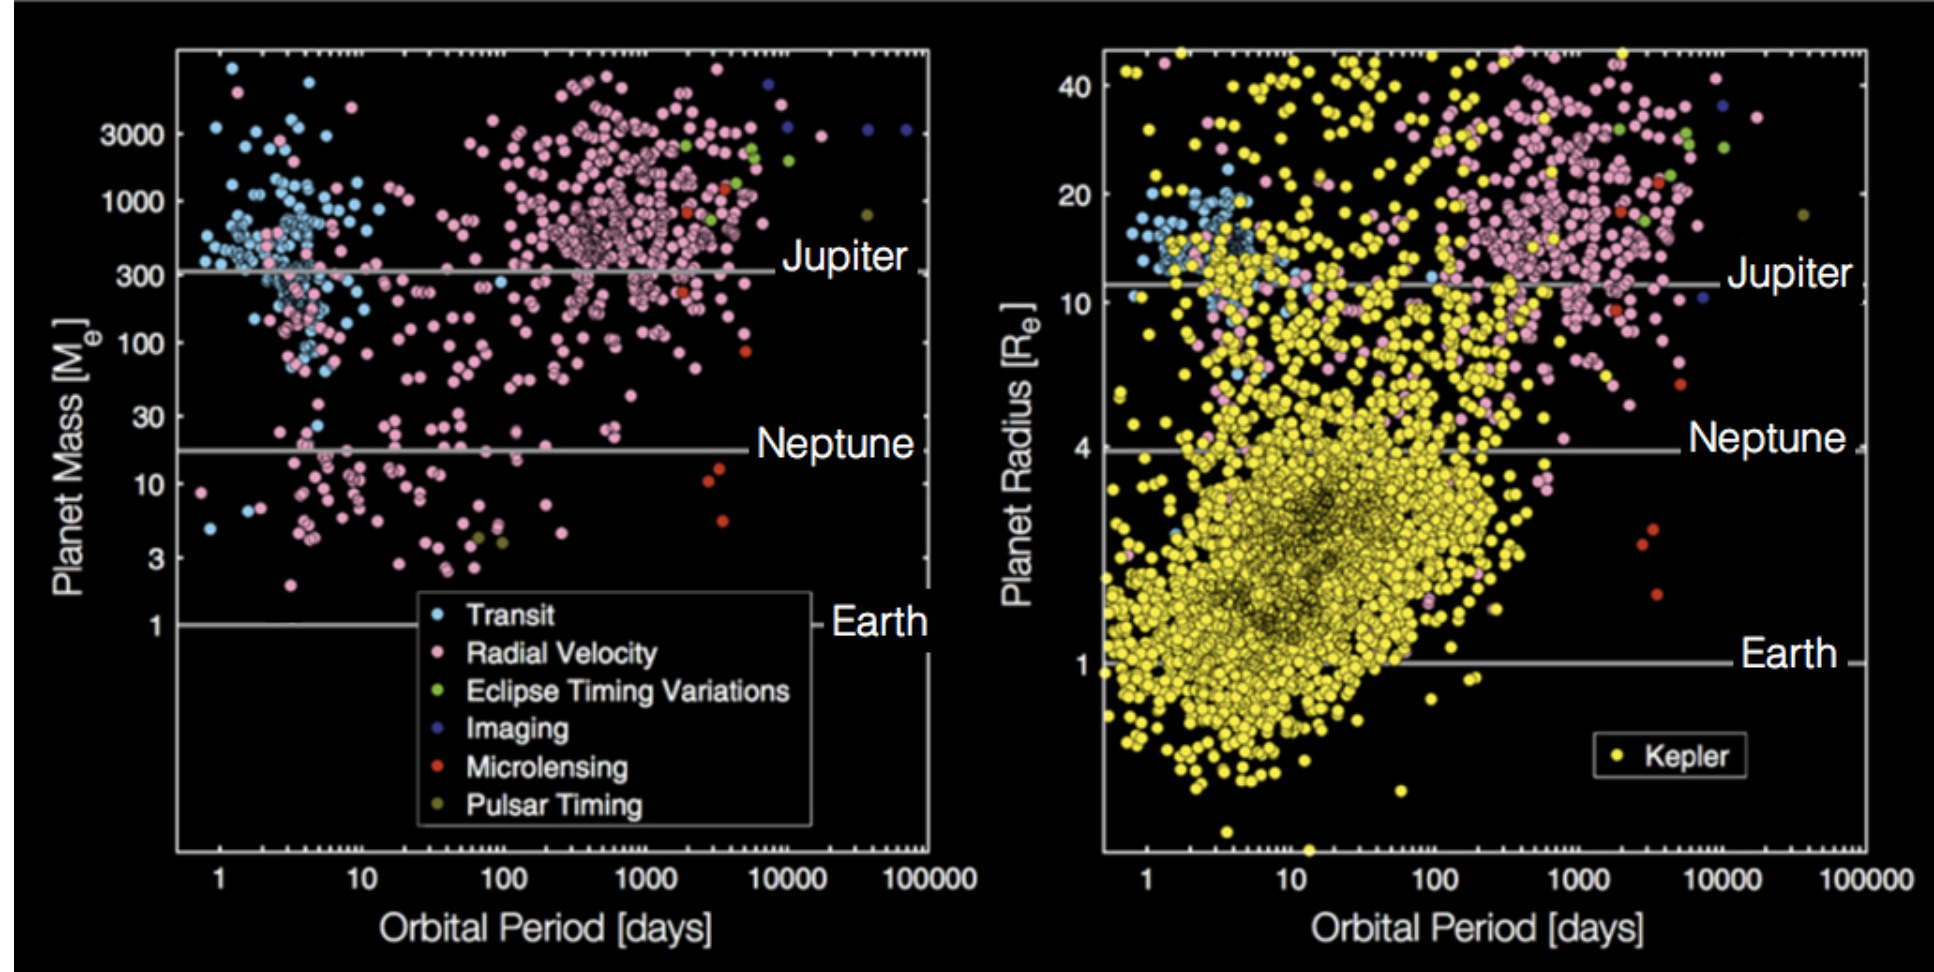 3000
1000
300
100
30
10
3
1
Planet Mass [Me]
Jupiter
Neptune
Earth
Transit
Radial Velocity
Eclipse Timing Variations
Imaging
Microlensing
Pulsar Timing
1 10 100 1000 10000 100000
Orbital Period [days]
40
20
10
4
1
Planet Radius [Re]
Jupiter
Neptune
Earth
Kepler
1 10 100 1000 10000 100000
Orbital Period [days]